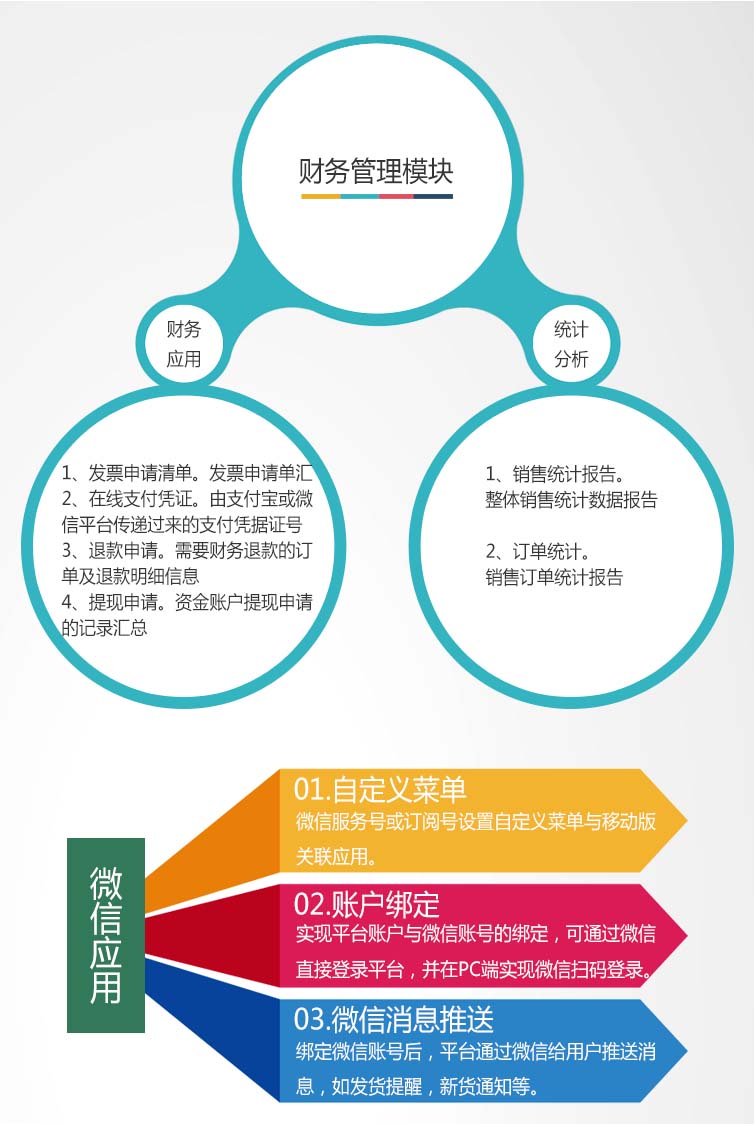 财务管理模块
财务
应用
1、发票申请清单。发票申请单汇
2、在线支付凭证。由支付宝或微
信平台传递过来的支付凭据证号
3、退款申请。需要财务退款的订
单及退款明细信息
4、提现申请。资金账户提现申请
的记录汇总
统计
分析
1、销售统计报告。
整体销售统计数据报告
2、订单统计。
销售订单统计报告
微信应用
01.自定义菜单
微信服务号或订阅号设置自定义菜单与移动版
关联应用。
02.账户绑定
实现平台账户与微信账号的绑定，可通过微信
直接登录平台，并在PC端实现微信扫码登录。
03.微信消息推送
绑定微信账号后，平台通过微信给用户推送消
息，如发货提醒，新货通知等。